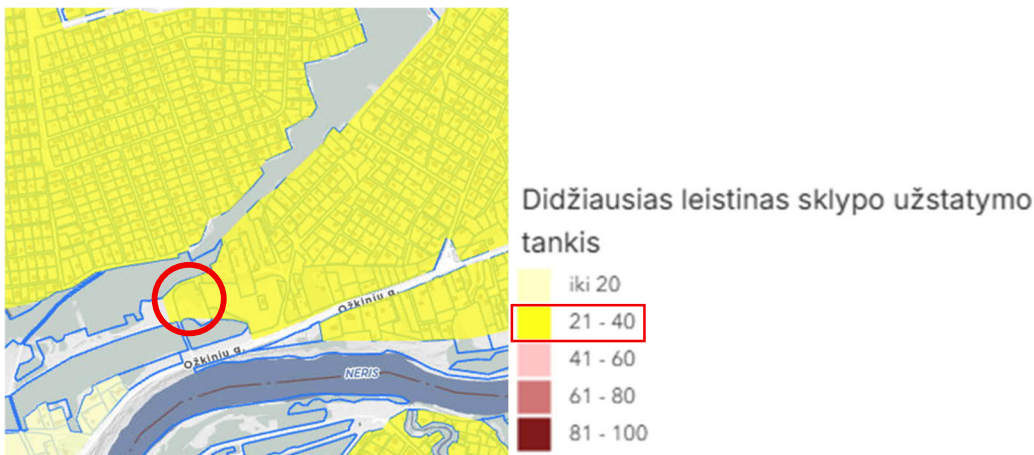 Ožkinių g.
Ožkinių g.
NERIS
Didžiausias leistinas sklypo užstatymo
tankis
iki 20
21 - 40
41 - 60
61 - 80
81 - 100